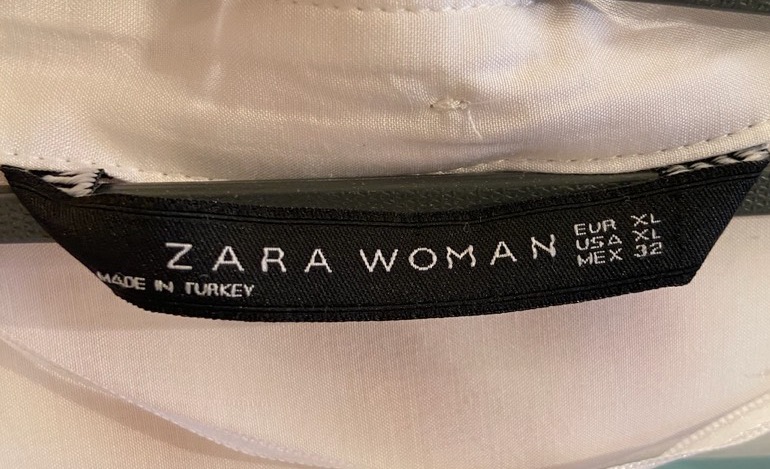 ZARA WOMAN
EUR XL
USA XL
MEX 32
MADE IN TURKEY